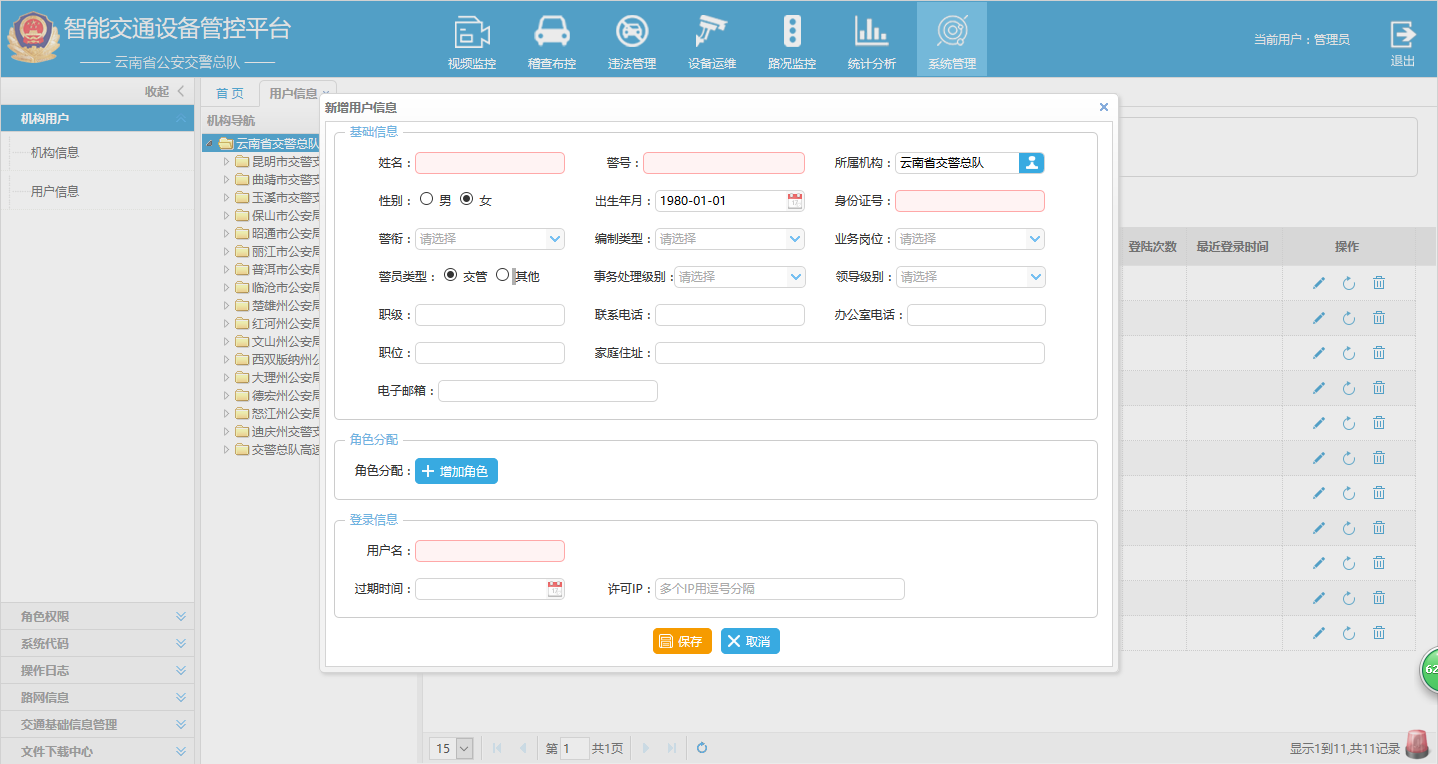 智能交通设备管控平台
云南省公安交警总队
视频监控
稽查布控
违法管理
设备运维
路况监控
统计分析
系统管理
当前用户：管理员
退出
收起
机构用户
机构信息
用户信息
角色权限
系统代码
操作日志
路网信息
交通基础信息管理
文件下载中心
首页
用户信息
机构导航
云南省交警总队
昆明市交警支
曲靖市交警支
玉溪市交警支
保山市公安局
昭通市公安局
丽江市公安局
普洱市公安局
临沧市公安局
楚雄州公安局
红河州公安局
文山州公安局
西双版纳州公
大理州公安局
德宏州公安局
怒江州公安局
迪庆州交警支
交警总队高速
新增用户信息
基础信息
姓名：
警号：
所属机构：云南省交警总队
性别：男 女
出生年月：1980-01-01
身份证号：
警衔：请选择
编制类型：请选择
业务岗位：请选择
警员类型：交管 其他
事务处理级别：请选择
领导级别：请选择
职级：
联系电话：
办公室电话：
职位：
家庭住址：
电子邮箱：
角色分配
角色分配：增加角色
登录信息
用户名：
过期时间：
许可IP：多个IP用逗号分隔
保存
取消
登陆次数
最近登录时间
操作
62
15
第1 共1页
显示1到11,共11记录